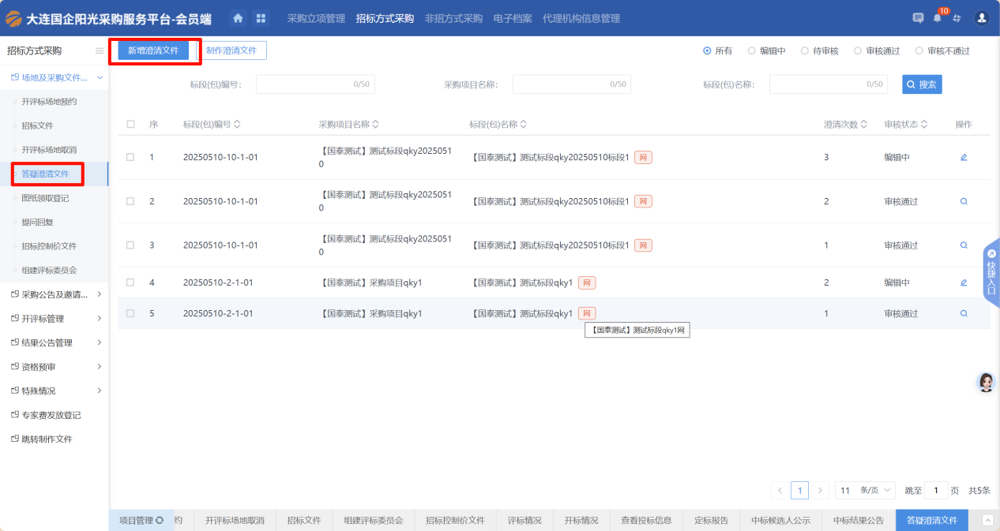 大连国企阳光采购服务平台-会员端
采购立项管理 招标方式采购 非招方式采购 电子档案 代理机构信息管理
10
招标方式采购
场地及采购文件...
开评标场地预约
招标文件
开评标场地取消
答疑澄清文件
图纸领取登记
提问回复
招标控制价文件
组建评标委员会
采购公告及邀请...
开评标管理
结果公告管理
资格预审
特殊情况
专家费发放登记
跳转制作文件
新增澄清文件 制作澄清文件
所有 编辑中 待审核 审核通过 审核不通过
标段(包)编号: 0/50 采购项目名称: 0/50 标段(包)名称: 0/50 搜索
序 标段(包)编号 采购项目名称 标段(包)名称 澄清次数 审核状态 操作
1 20250510-10-1-01 【国泰测试】测试标段qky2025051
0 【国泰测试】测试标段qky20250510标段1 网 3 编辑中
2 20250510-10-1-01 【国泰测试】测试标段qky2025051
0 【国泰测试】测试标段qky20250510标段1 网 2 审核通过
3 20250510-10-1-01 【国泰测试】测试标段qky2025051
0 【国泰测试】测试标段qky20250510标段1 网 1 审核通过
4 20250510-2-1-01 【国泰测试】采购项目qky1 【国泰测试】测试标段qky1 网 2 编辑中
5 20250510-2-1-01 【国泰测试】采购项目qky1 【国泰测试】测试标段qky1 网 1 审核通过
【国泰测试】测试标段qky1网
快捷入口
1 11 条/页 跳至 1 页 共5条
项目管理 约 开评标场地取消 招标文件 组建评标委员会 招标控制价文件 评标情况 开标情况 查看投标信息 定标报告 中标候选人公示 中标结果公告 答疑澄清文件